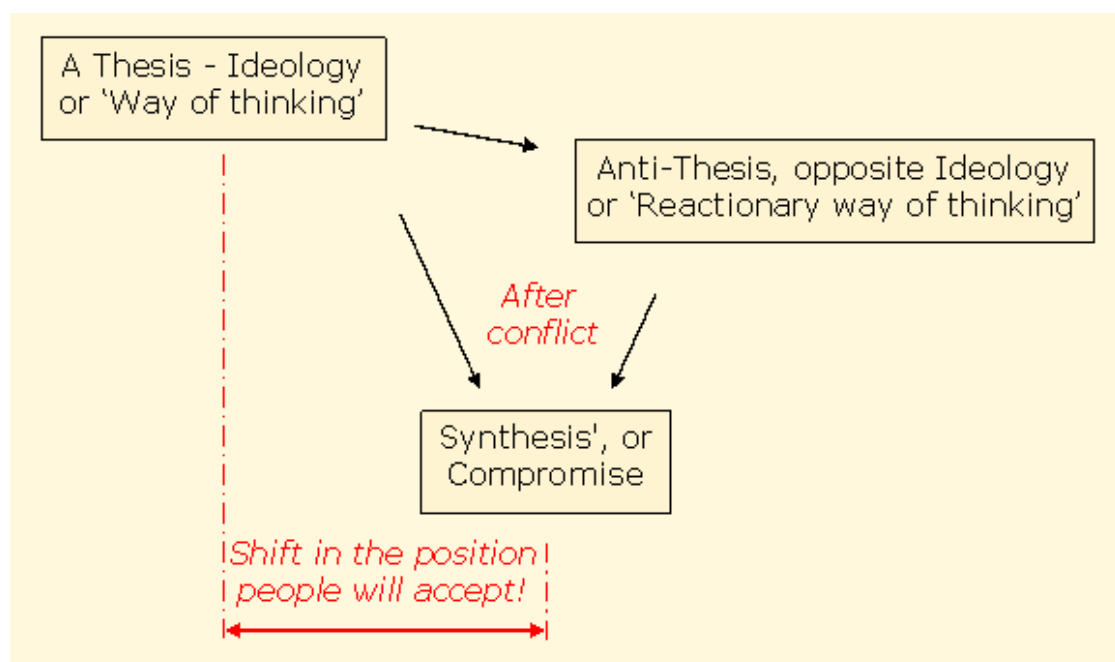 A Thesis - Ideology
or ‘Way of thinking’
Anti-Thesis, opposite Ideology
or ‘Reactionary way of thinking’
After
conflict
Synthesis', or
Compromise
Shift in the position
people will accept!